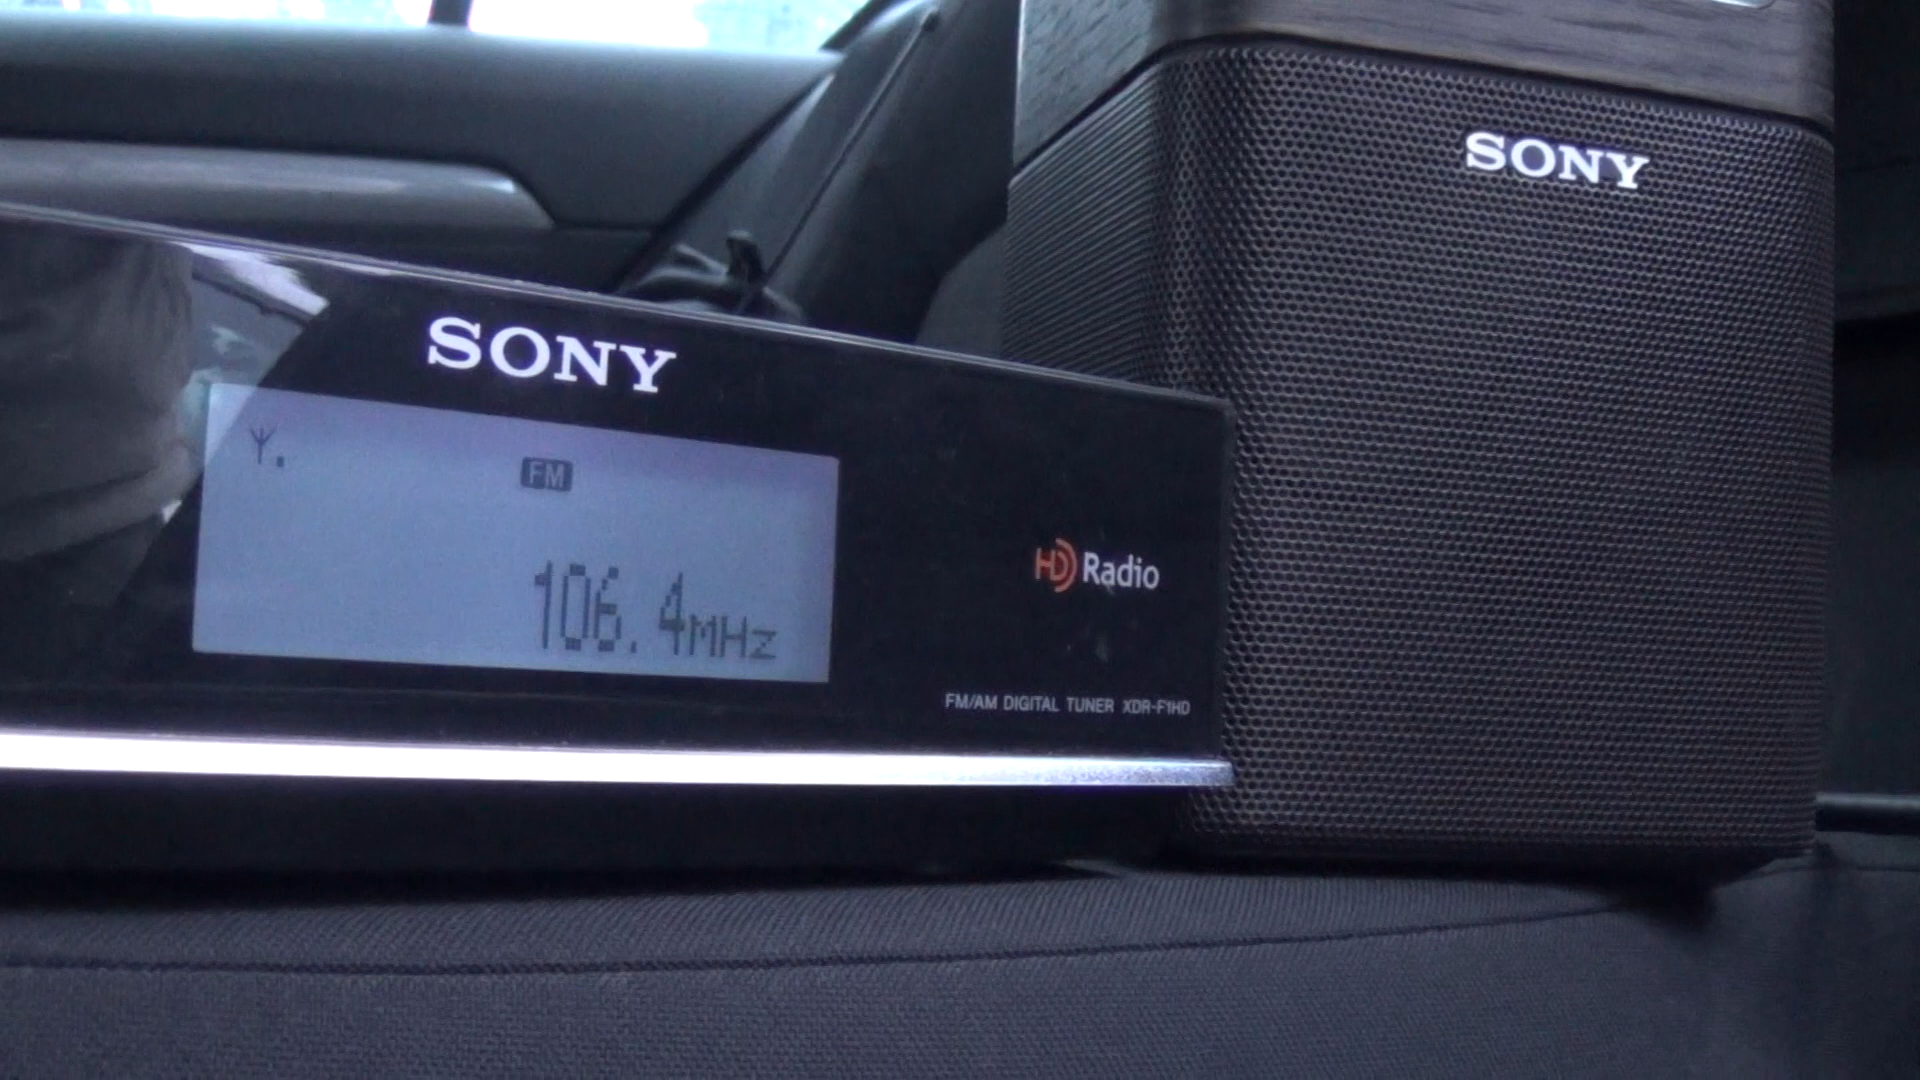 SONY
SONY
FM
106.4MHz
HD Radio
FM/AM DIGITAL TUNER XDR-F1HD